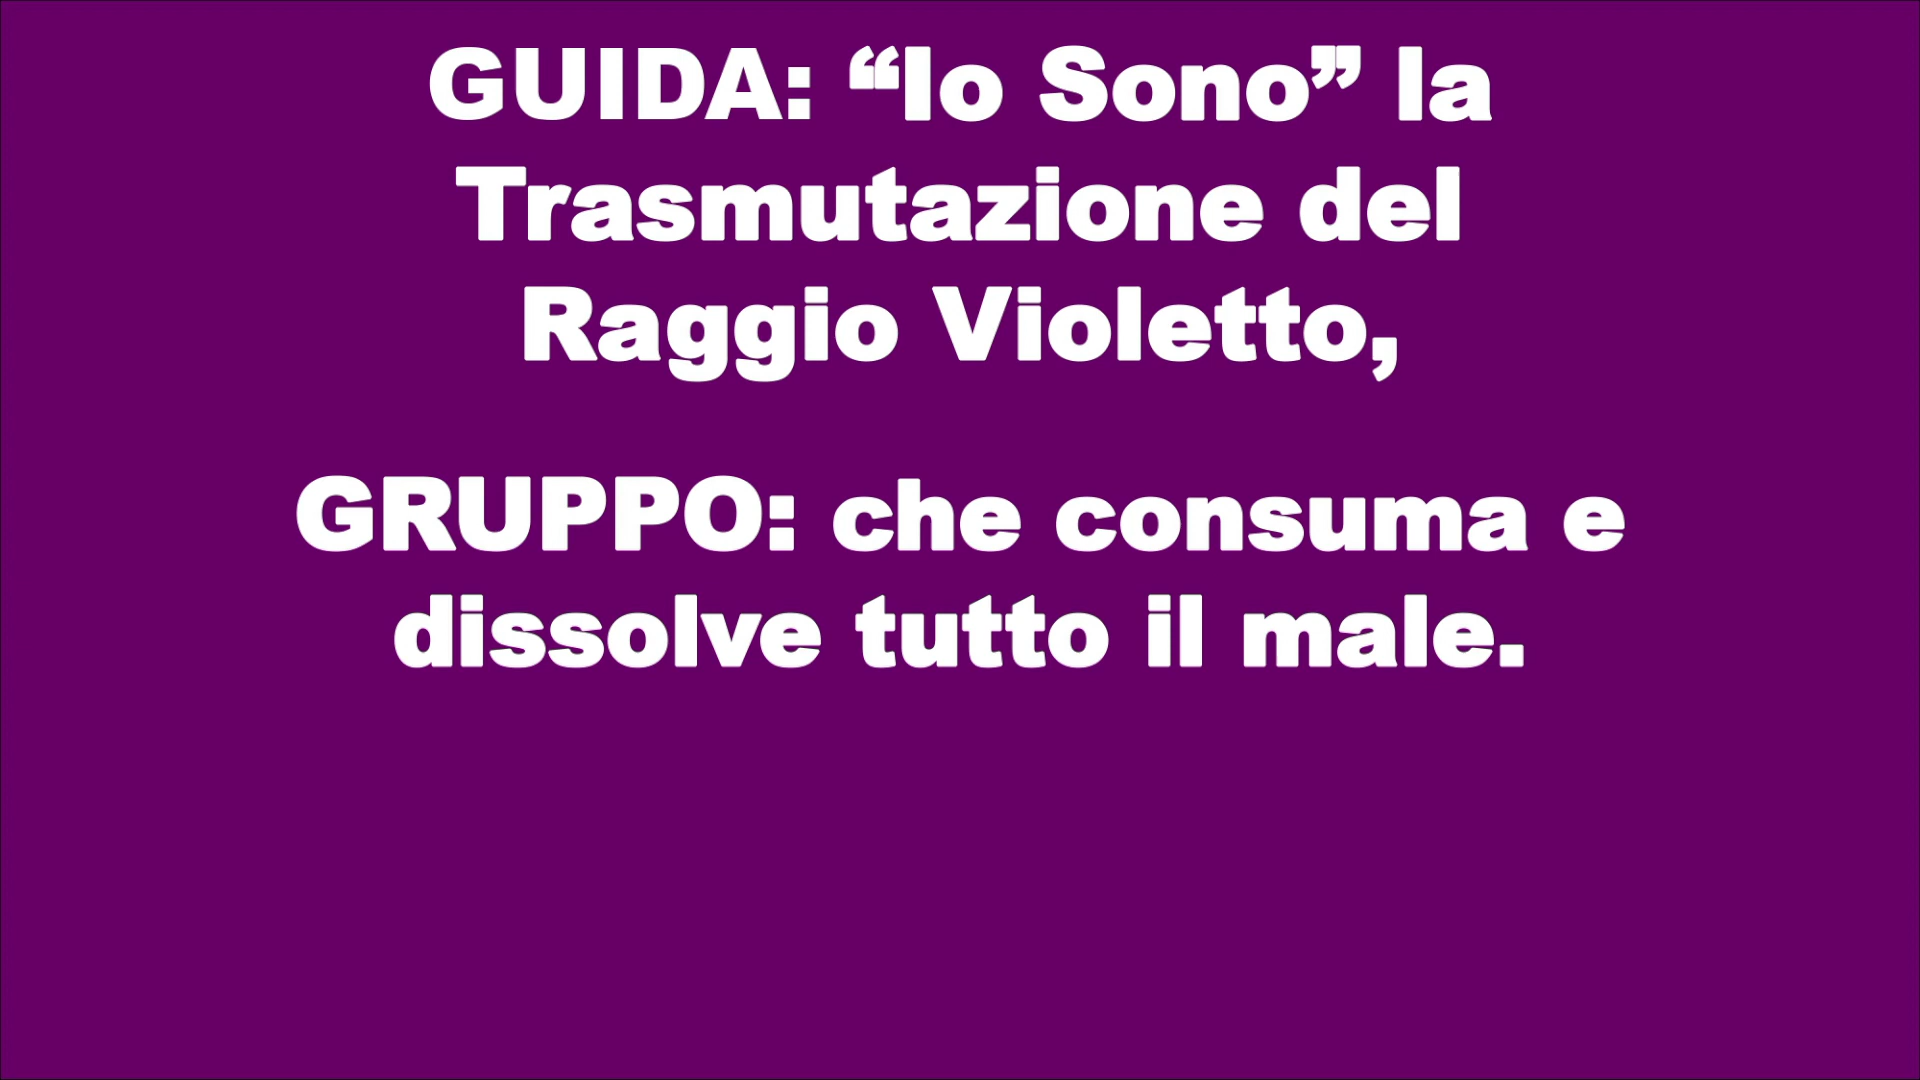 GUIDA: “Io Sono” la
Trasmutazione del
Raggio Violetto,
GRUPPO: che consuma e
dissolve tutto il male.